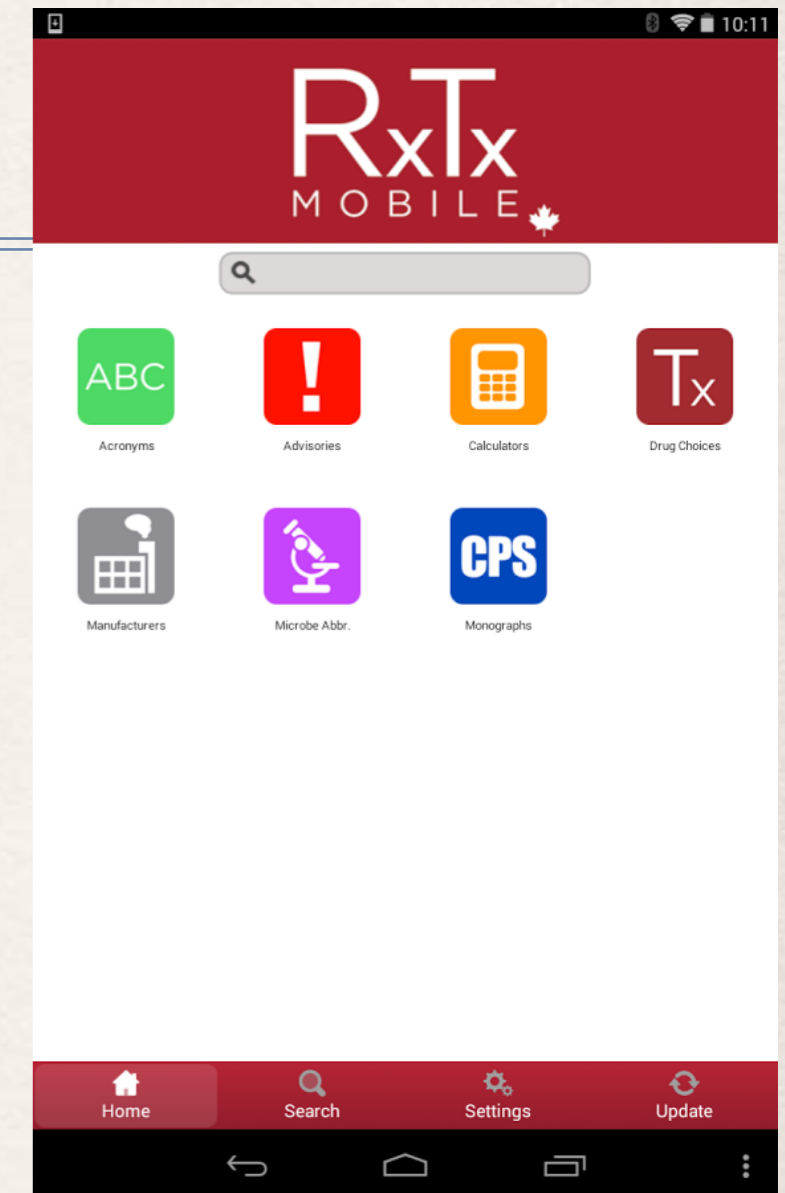 10:11
RxTx
MOBILE
ABC
!
Tx
Acronyms
Advisories
Calculators
Drug Choices
CPS
Manufacturers
Microbe Abbr.
Monographs
Home
Search
Settings
Update